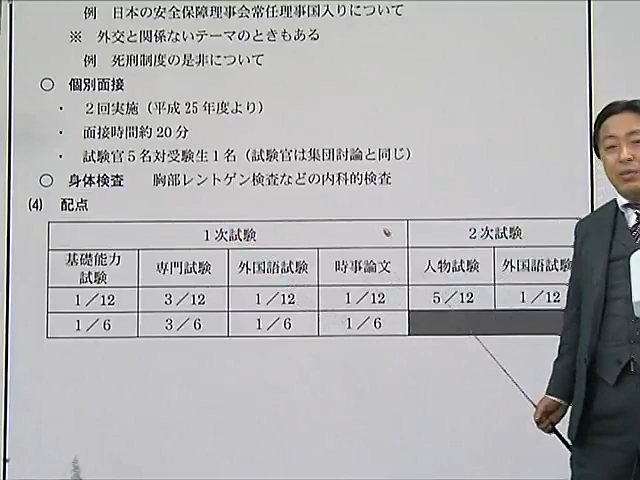 例 日本の安全保障理事会常任理事国入りについて
※ 外交と関係ないテーマのときもある
例 死刑制度の是非について
○ 個別面接
・ 2回実施（平成25年度より）
・ 面接時間約20分
・ 試験官5名対受験生1名（試験官は集団討論と同じ）
○ 身体検査 胸部レントゲン検査などの内科的検査
(4) 配点
1次試験 2次試験
基礎能力試験 専門試験 外国語試験 時事論文 人物試験 外国語試験
1／12 3／12 1／12 1／12 5／12 1／12
1／6 3／6 1／6 1／6